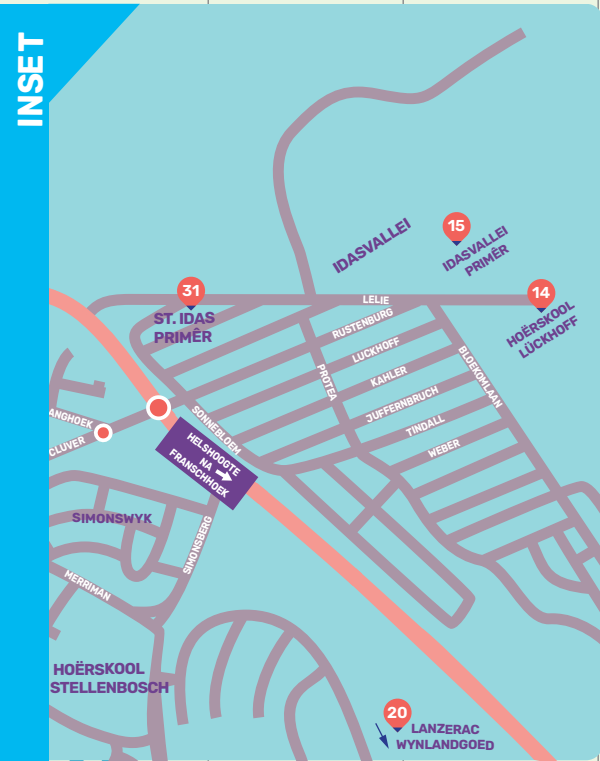 INSET
IDASVALLEI
15
IDASVALLEI
PRIMÊR
31
ST. IDAS
PRIMÊR
LELIE
14
HOËRSKOOL
LÜCKHOFF
RUSTENBURG
LUCKHOFF
KAHLER
PROTEA
BLOEKOMLAAN
JUFFERNBRUCH
TINDALL
WEBER
SONNEBLOEM
ANGHOEK
CLUVER
HELSHOOGTE
NA
FRANSCHHOEK
SIMONSWYK
SIMONSBERG
MERRIMAN
HOËRSKOOL
STELLENBOSCH
20
LANZERAC
WYNLANDGOED